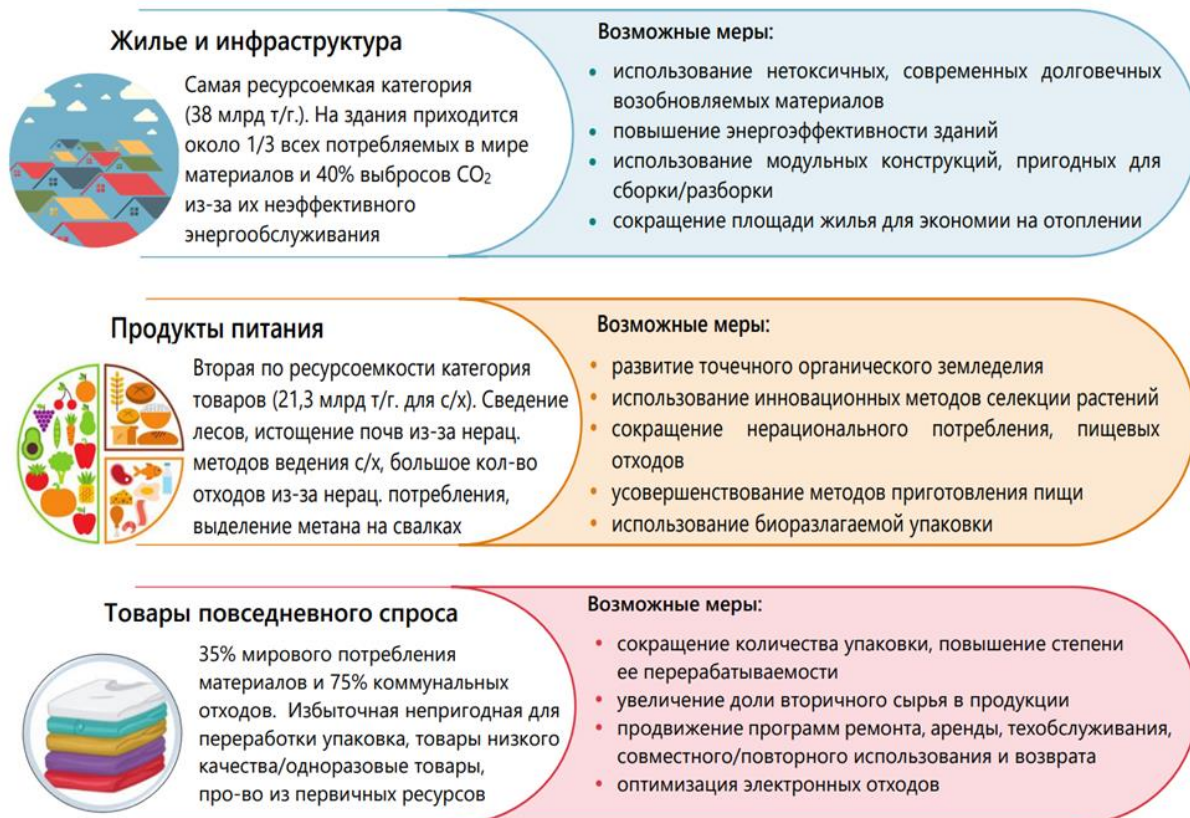 Жилье и инфраструктура
Самая ресурсоемкая категория
(38 млрд т/г.). На здания приходится
около 1/3 всех потребляемых в мире
материалов и 40% выбросов CO₂
из-за их неэффективного
энергообслуживания
Возможные меры:
• использование нетоксичных, современных долговечных
возобновляемых материалов
• повышение энергоэффективности зданий
• использование модульных конструкций, пригодных для
сборки/разборки
• сокращение площади жилья для экономии на отоплении
Продукты питания
Вторая по ресурсоемкости категория
товаров (21,3 млрд т/г. для с/х). Сведение
лесов, истощение почв из-за нерац.
методов ведения с/х, большое кол-во
отходов из-за нерац. потребления,
выделение метана на свалках
Возможные меры:
• развитие точечного органического земледелия
• использование инновационных методов селекции растений
• сокращение нерационального потребления, пищевых
отходов
• усовершенствование методов приготовления пищи
• использование биоразлагаемой упаковки
Товары повседневного спроса
35% мирового потребления
материалов и 75% коммунальных
отходов. Избыточная непригодная для
переработки упаковка, товары низкого
качества/одноразовые товары,
про-во из первичных ресурсов
Возможные меры:
• сокращение количества упаковки, повышение степени
ее перерабатываемости
• увеличение доли вторичного сырья в продукции
• продвижение программ ремонта, аренды, техобслуживания,
совместного/повторного использования и возврата
• оптимизация электронных отходов